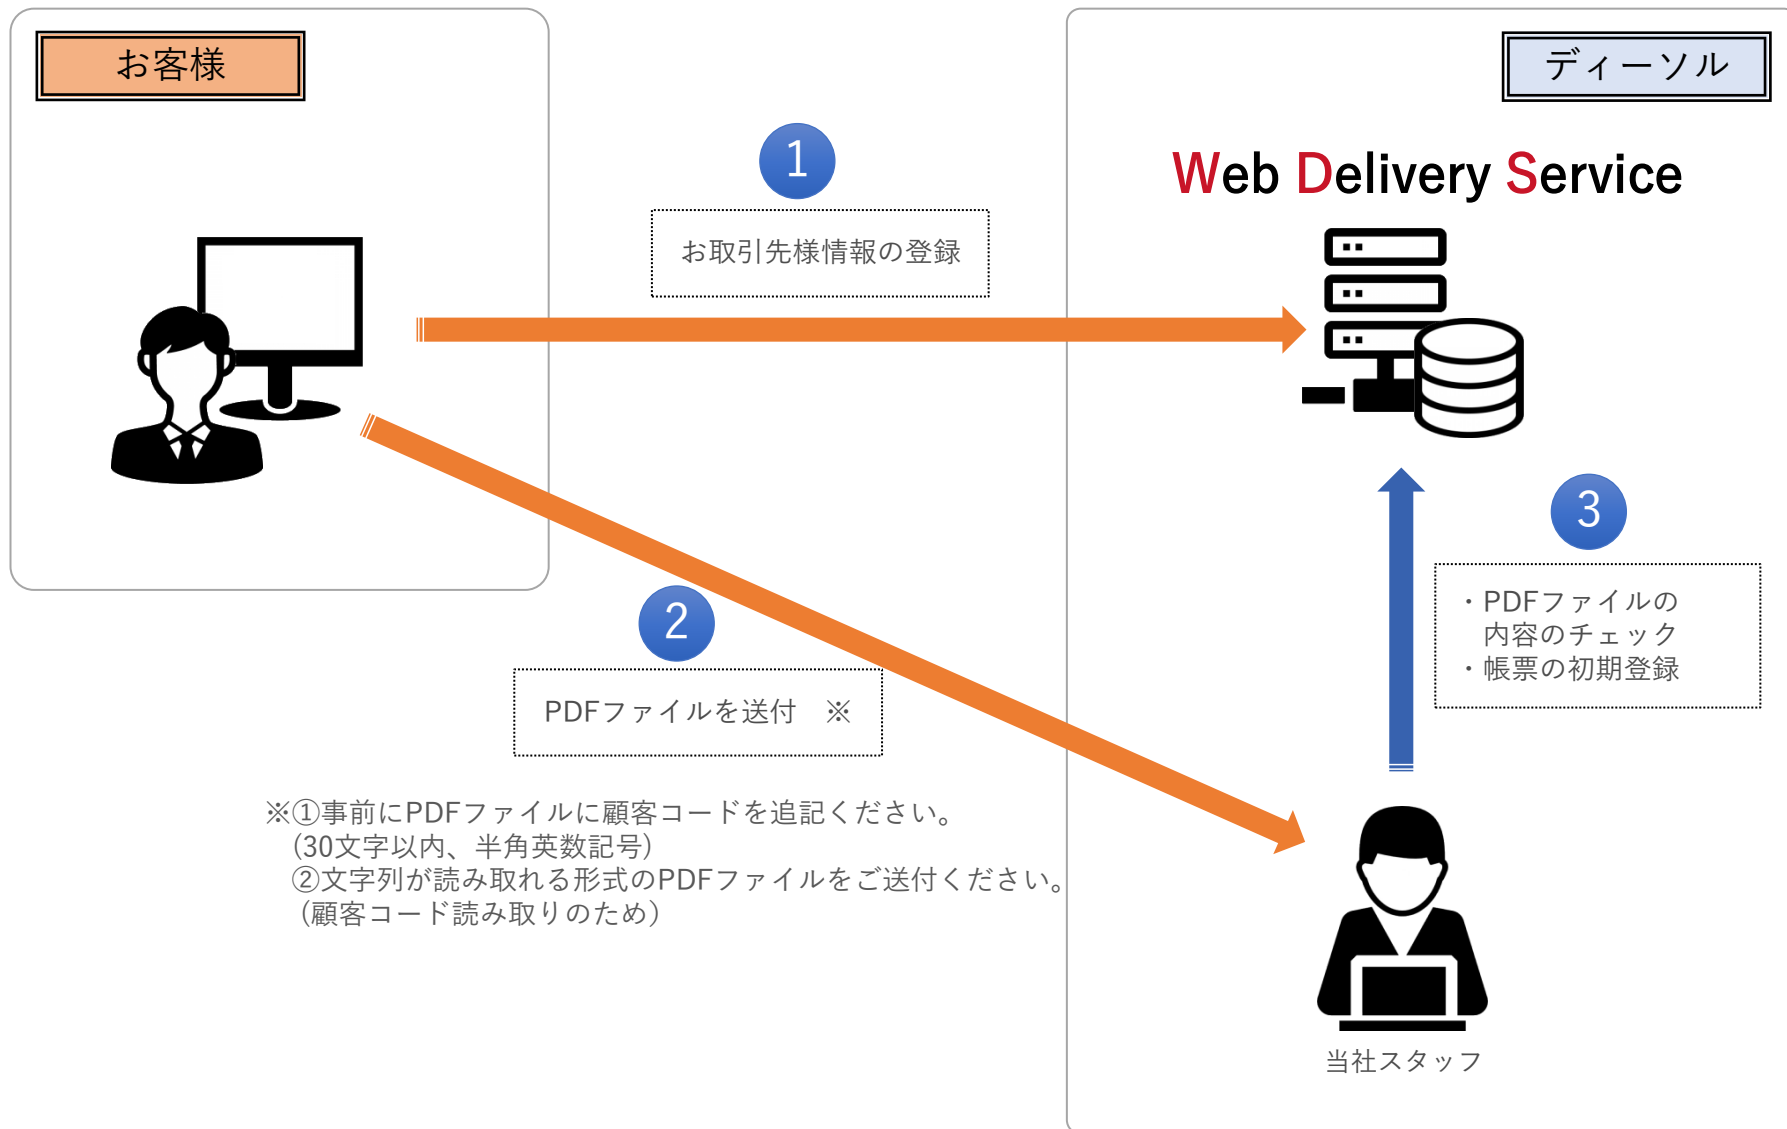 お客様
ディーソル
1
Web Delivery Service
お取引先様情報の登録
3
・PDFファイルの
内容のチェック
・帳票の初期登録
2
PDFファイルを送付　※
※①事前にPDFファイルに顧客コードを追記ください。
(30文字以内、半角英数記号)
②文字列が読み取れる形式のPDFファイルをご送付ください。
(顧客コード読み取りのため)
当社スタッフ